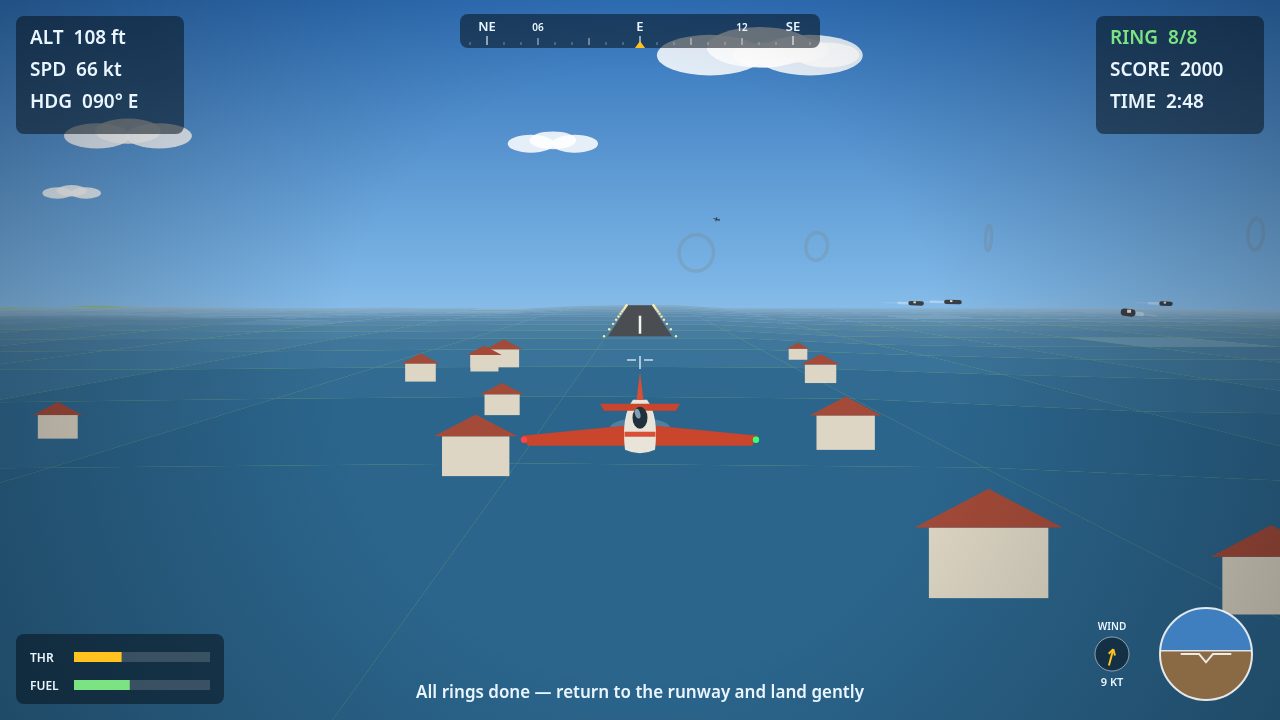 ALT 108 ft
SPD 66 kt
HDG 090° E
NE 06 E 12 SE
RING 8/8
SCORE 2000
TIME 2:48
THR
FUEL
All rings done — return to the runway and land gently
WIND
9 KT